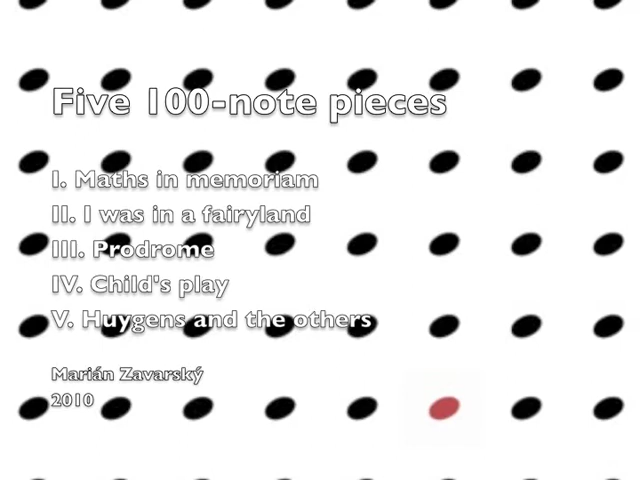 Five 100-note pieces
I. Maths in memoriam
II. I was in a fairyland
III. Prodrome
IV. Child's play
V. Huygens and the others
Marián Zavarský
2010